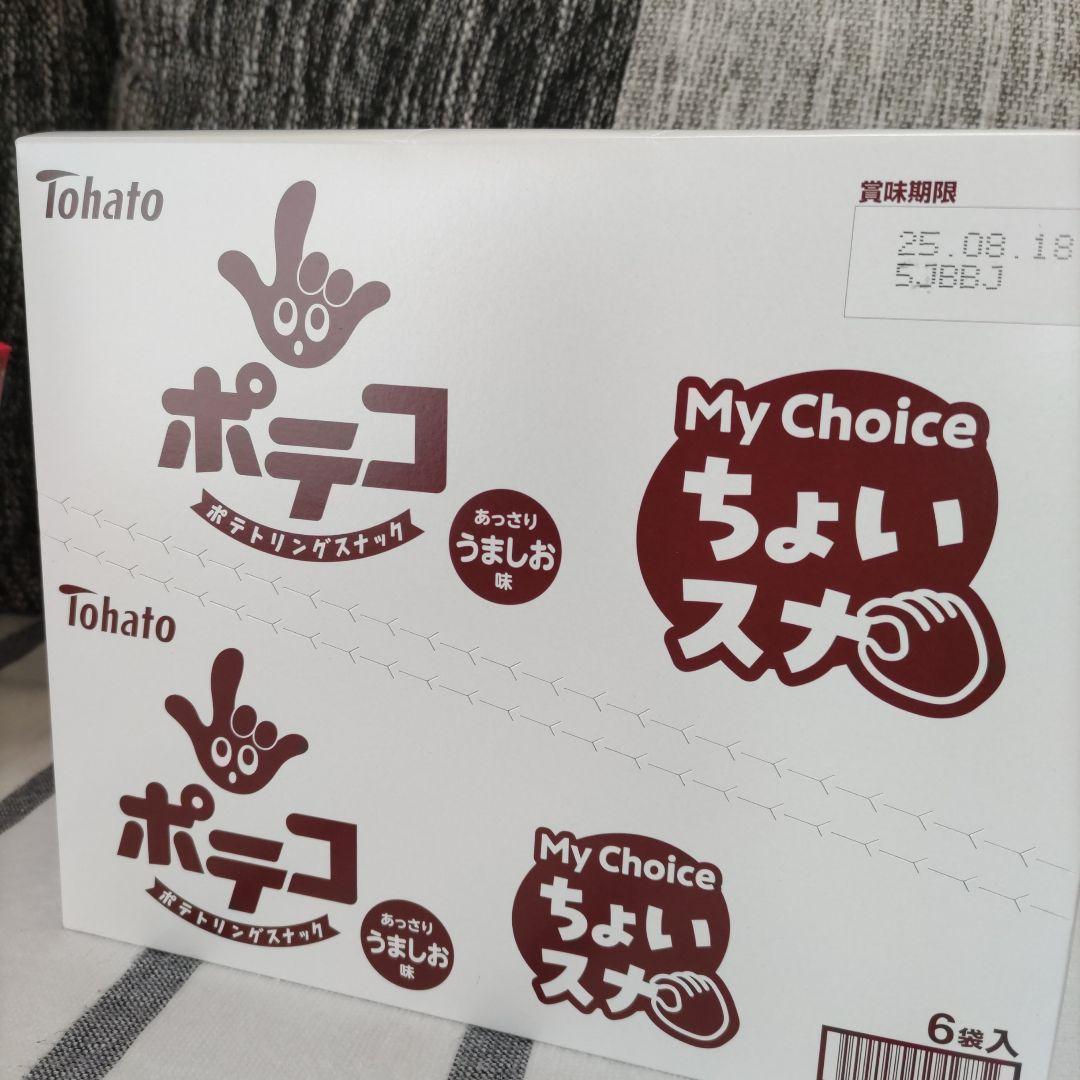 Tohato
賞味期限
25.08.18
5JBBJ
ポテコ
ポテトリングスナック
あっさり
うましお
味
My Choice
ちょい
スナ
Tohato
ポテコ
ポテトリングスナック
あっさり
うましお
味
My Choice
ちょい
スナ
6袋入